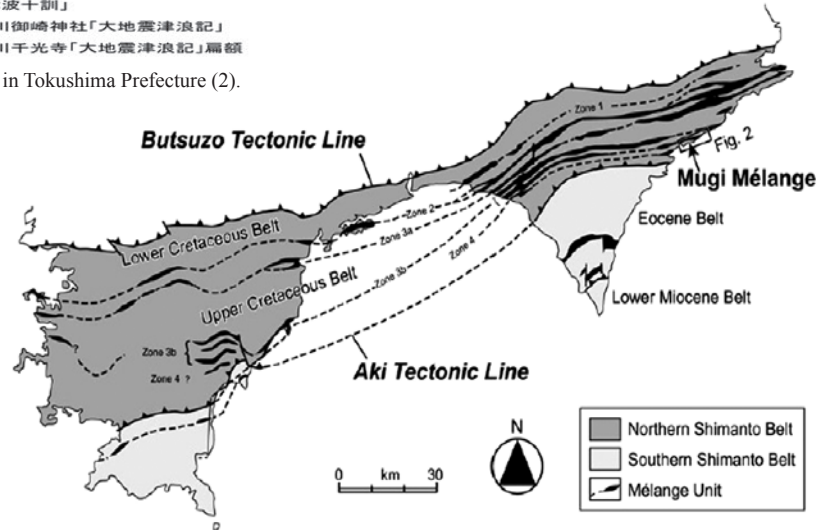 波十訓」
川御崎神社「大地震津浪記」
川千光寺「大地震津浪記」扁額
in Tokushima Prefecture (2).
Butsuzo Tectonic Line
Zone 1
Fig. 2
Mugi Mélange
Eocene Belt
Lower Miocene Belt
Lower Cretaceous Belt
Zone 2
Zone 3a
Zone 3b
Zone 4
Upper Cretaceous Belt
Zone 3b
Zone 4 ?
Aki Tectonic Line
N
0 km 30
Northern Shimanto Belt
Southern Shimanto Belt
Mélange Unit